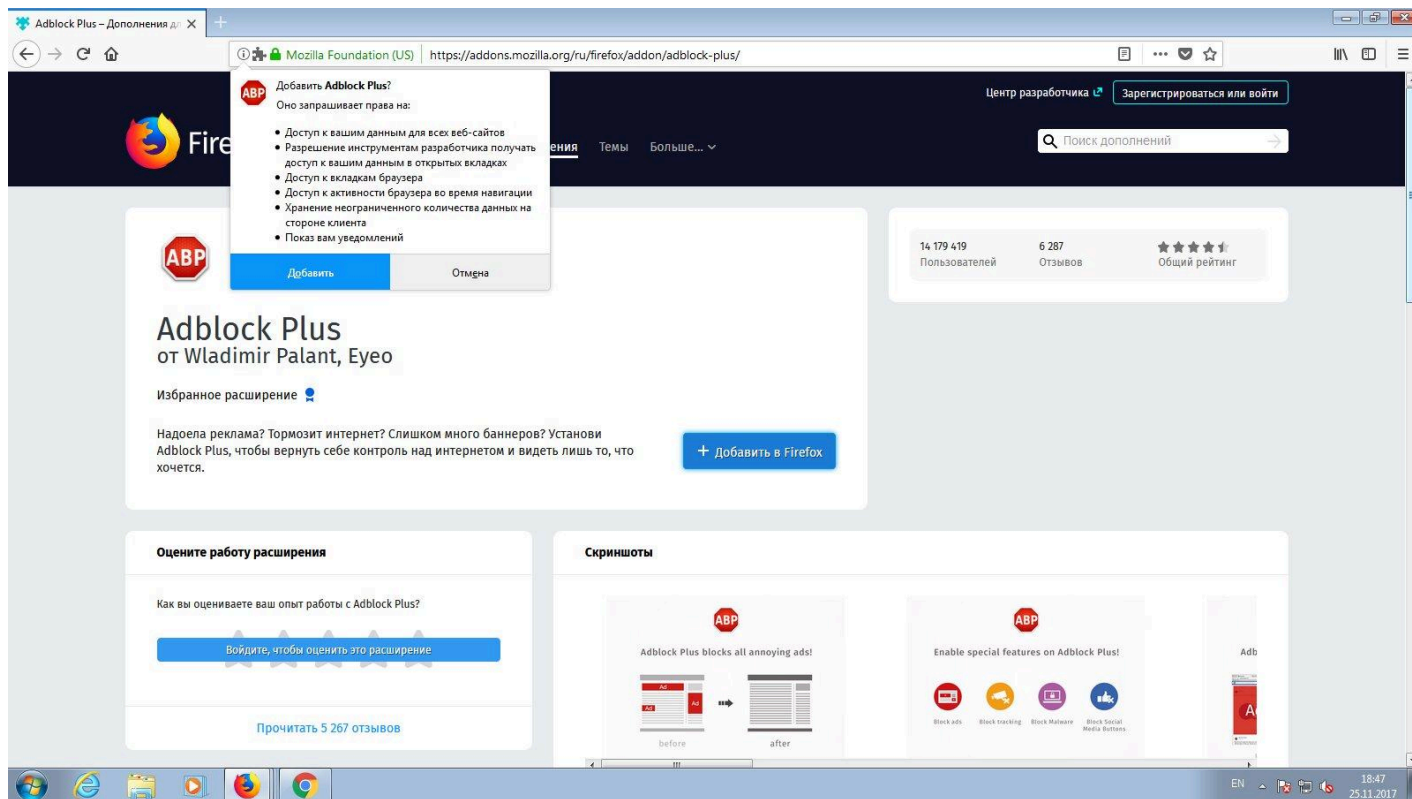 Adblock Plus – Дополнения дл
Mozilla Foundation (US)
https://addons.mozilla.org/ru/firefox/addon/adblock-plus/
ABP
Добавить Adblock Plus?
Оно запрашивает права на:
Доступ к вашим данным для всех веб-сайтов
Разрешение инструментам разработчика получать
доступ к вашим данным в открытых вкладках
Доступ к вкладкам браузера
Доступ к активности браузера во время навигации
Хранение неограниченного количества данных на
стороне клиента
Показ вам уведомлений
Добавить
Отмена
Центр разработчика
Зарегистрироваться или войти
Fire
ения
Темы
Больше...
Поиск дополнений
ABP
14 179 419
6 287
Пользователей
Отзывов
Общий рейтинг
Adblock Plus
от Wladimir Palant, Eyeo
Избранное расширение
Надоела реклама? Тормозит интернет? Слишком много баннеров? Установи
Adblock Plus, чтобы вернуть себе контроль над интернетом и видеть лишь то, что
хочется.
+ Добавить в Firefox
Оцените работу расширения
Как вы оцениваете ваш опыт работы с Adblock Plus?
Войдите, чтобы оценить это расширение
Прочитать 5 267 отзывов
Скриншоты
ABP
Adblock Plus blocks all annoying ads!
Ad
Ad
Ad
before
after
ABP
Enable special features on Adblock Plus!
Block ads
Block tracking
Block Malware
Block Social
Media Buttons
Adb
A
EN
18:47
25.11.2017